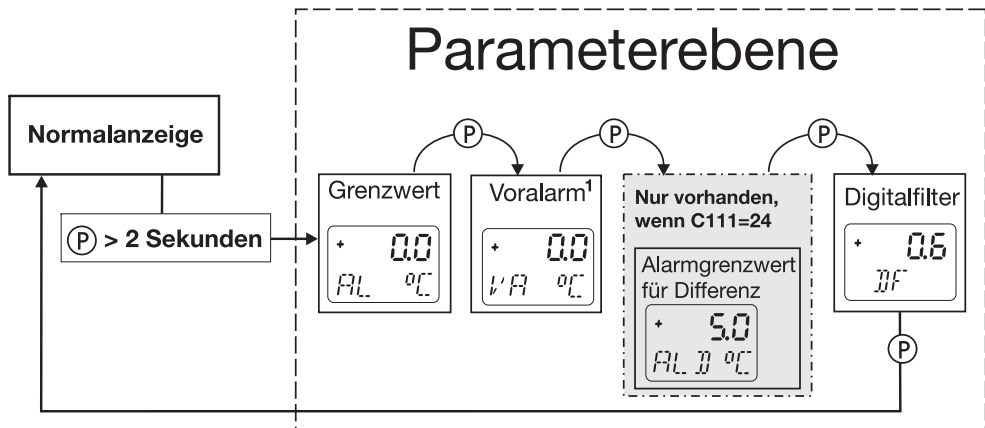 Parameterebene
Normalanzeige
P > 2 Sekunden
P
P
P
Grenzwert
+ 0.0
AL °C
Voralarm¹
+ 0.0
VA °C
Nur vorhanden,
wenn C111=24
Alarmgrenzwert
für Differenz
+ 5.0
AL D °C
Digitalfilter
+ 0.6
DF
P